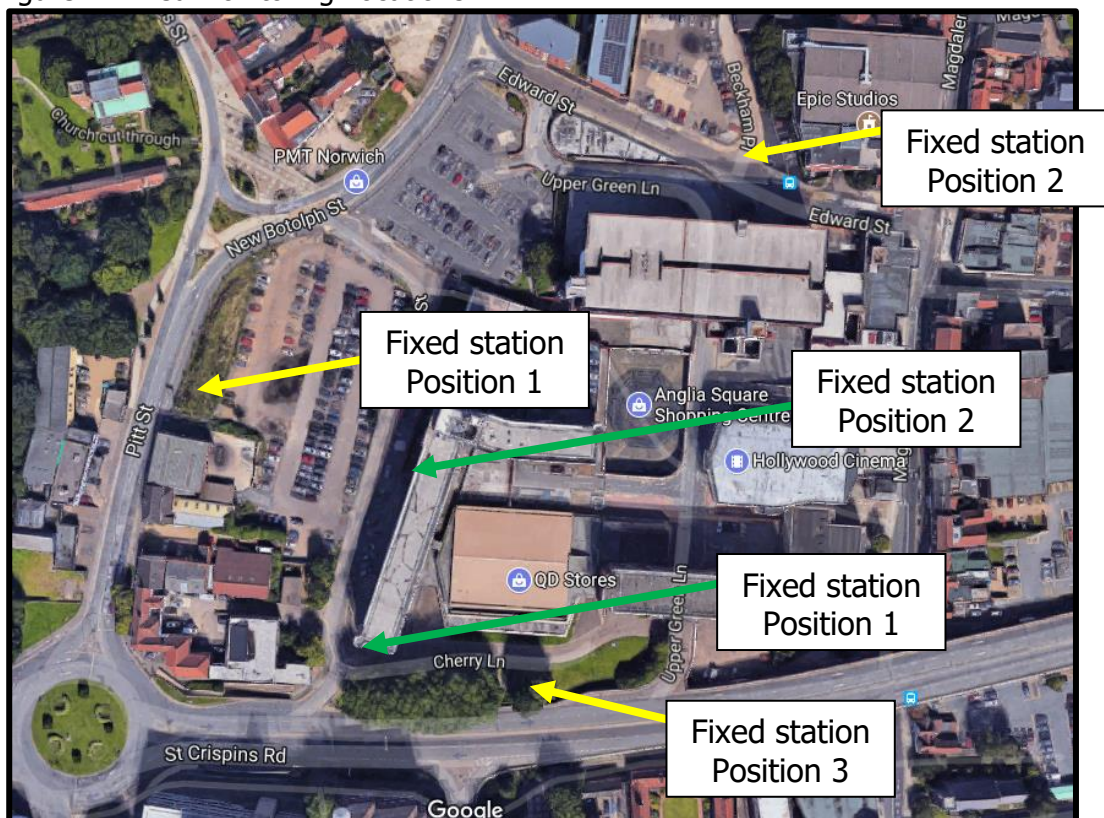 Edward St
Beckham Pl
Magdalen
Epic Studios
Church cut through
Fixed station
Position 2
PMT Norwich
Upper Green Ln
Edward St
New Botolph St
Fixed station
Position 1
Fixed station
Position 2
Anglia Square
Shopping Centre
Hollywood Cinema
Pitt St
QD Stores
Fixed station
Position 1
Upper Green Ln
Cherry Ln
Fixed station
Position 3
St Crispins Rd
Google